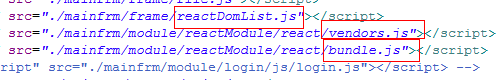 src="./mainfrm/frame/file.js"></script>
src="./mainfrm/frame/reactDomList.js"></script>
src="./mainfrm/module/reactModule/react/vendors.js"></script>
src="./mainfrm/module/reactModule/react/bundle.js"></script>
ript" src="./mainfrm/module/login/js/login.js"></script> -->